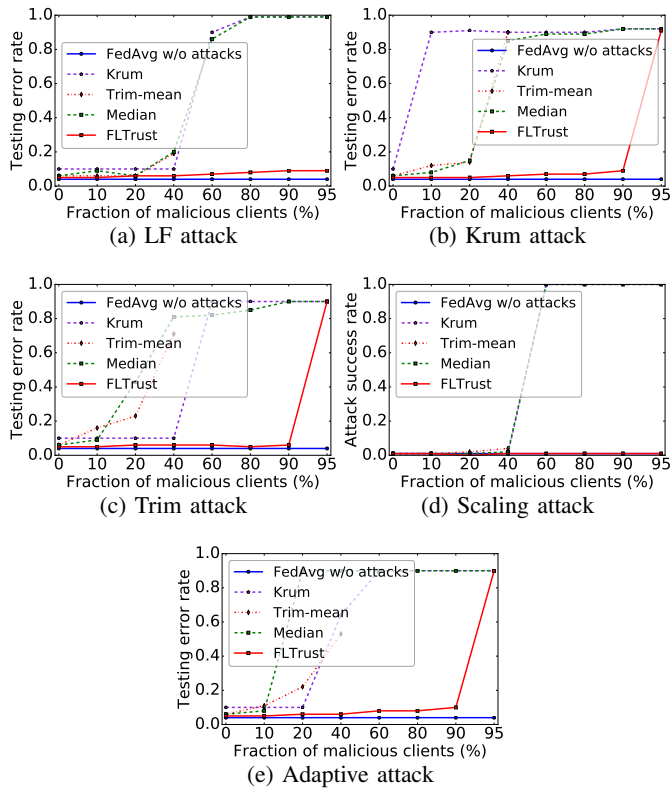 1.0
0.8
0.6
0.4
0.2
0.0
Testing error rate
FedAvg w/o attacks
Krum
Trim-mean
Median
FLTrust
0 10 20 40 60 80 90 95
Fraction of malicious clients (%)
(a) LF attack
1.0
0.8
0.6
0.4
0.2
0.0
Testing error rate
FedAvg w/o attacks
Krum
Trim-mean
Median
FLTrust
0 10 20 40 60 80 90 95
Fraction of malicious clients (%)
(b) Krum attack
1.0
0.8
0.6
0.4
0.2
0.0
Testing error rate
FedAvg w/o attacks
Krum
Trim-mean
Median
FLTrust
0 10 20 40 60 80 90 95
Fraction of malicious clients (%)
(c) Trim attack
1.0
0.8
0.6
0.4
0.2
0.0
Attack success rate
FedAvg w/o attacks
Krum
Trim-mean
Median
FLTrust
0 10 20 40 60 80 90 95
Fraction of malicious clients (%)
(d) Scaling attack
1.0
0.8
0.6
0.4
0.2
0.0
Testing error rate
FedAvg w/o attacks
Krum
Trim-mean
Median
FLTrust
0 10 20 40 60 80 90 95
Fraction of malicious clients (%)
(e) Adaptive attack